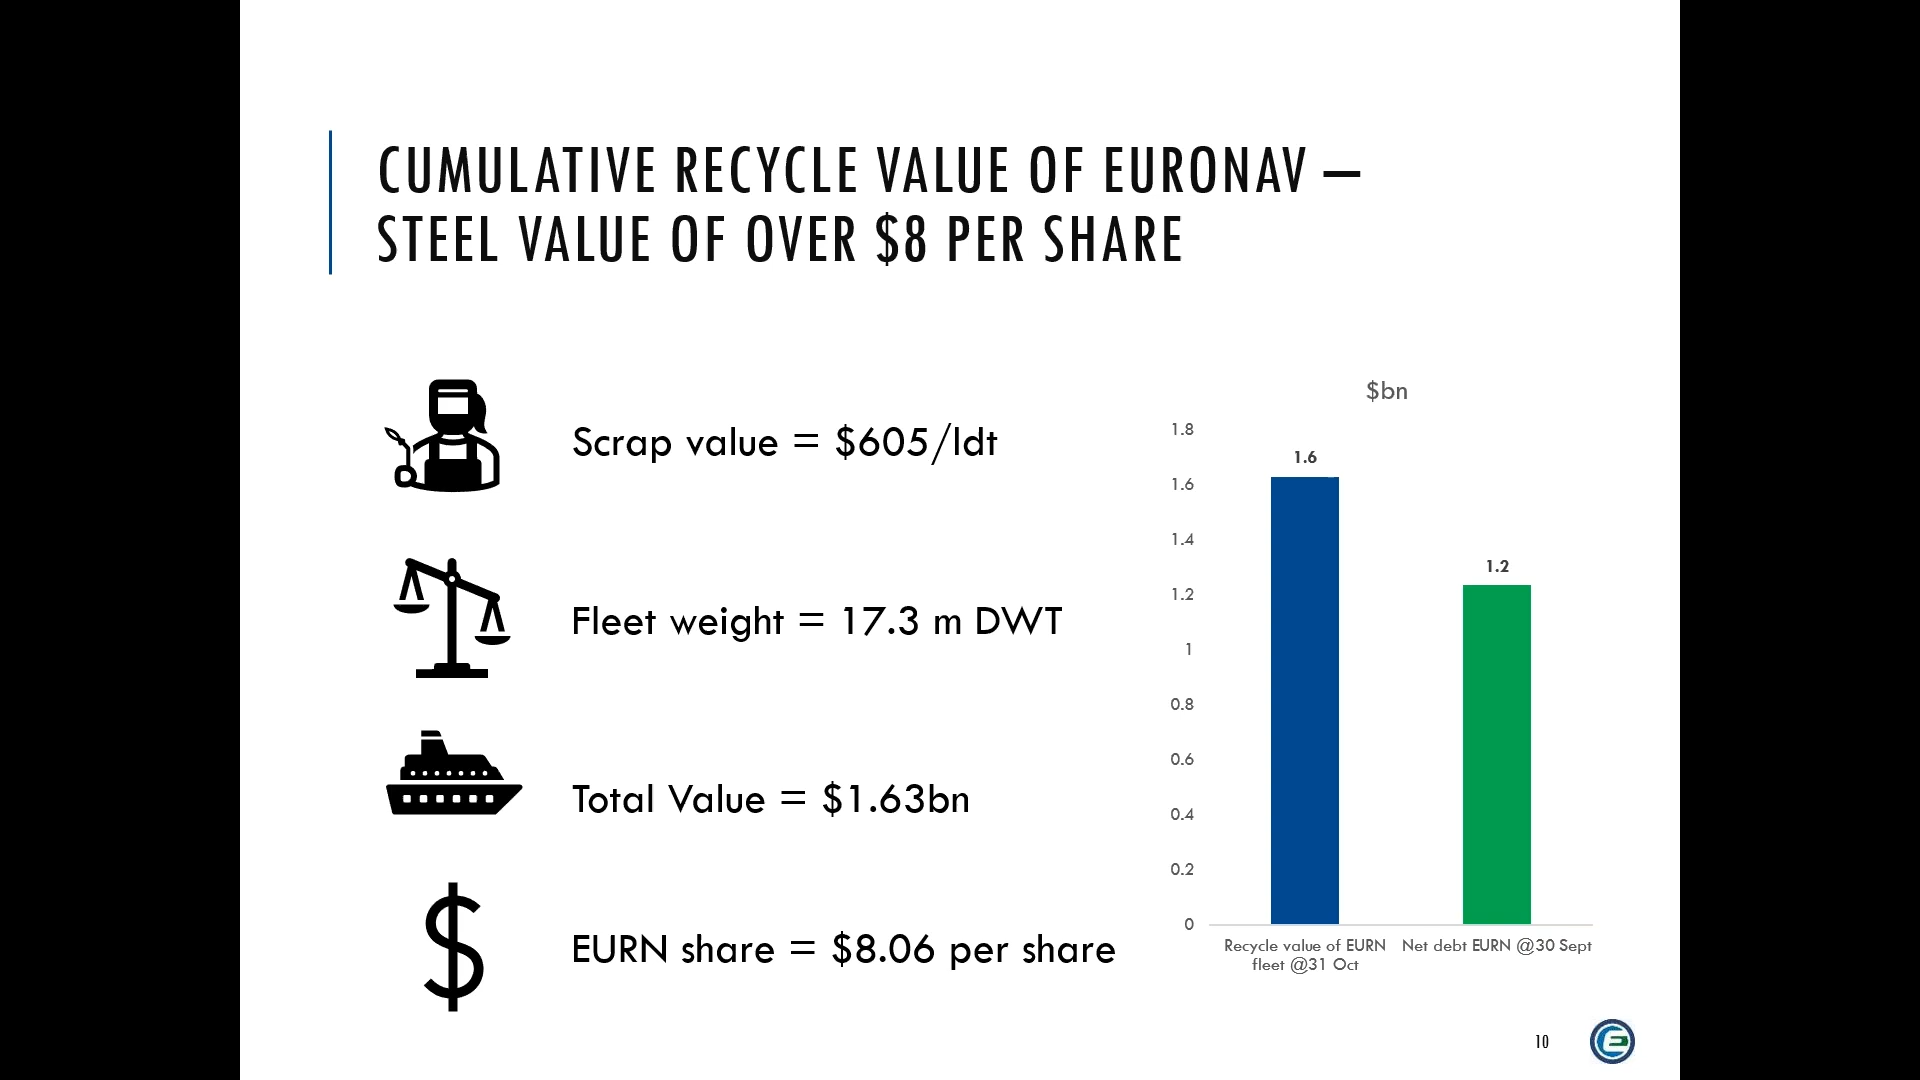 CUMULATIVE RECYCLE VALUE OF EURONAV –
STEEL VALUE OF OVER $8 PER SHARE
Scrap value = $605/ldt
Fleet weight = 17.3 m DWT
Total Value = $1.63bn
EURN share = $8.06 per share
$bn
1.8
1.6
1.4
1.2
1
0.8
0.6
0.4
0.2
0
1.6
1.2
Recycle value of EURN
fleet @31 Oct
Net debt EURN @30 Sept
10